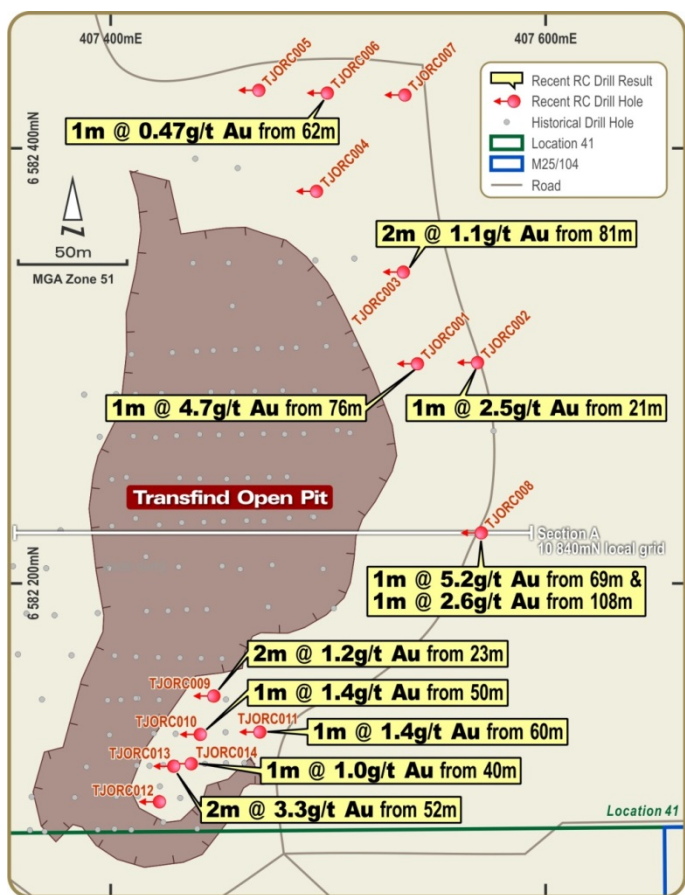 407 400mE
407 600mE
TJORC005
TJORC006
TJORC007
Recent RC Drill Result
Recent RC Drill Hole
Historical Drill Hole
Location 41
M25/104
Road
1m @ 0.47g/t Au from 62m
6 582 400mN
TJORC004
N
50m
MGA Zone 51
2m @ 1.1g/t Au from 81m
TJORC003
TJORC001
TJORC002
1m @ 4.7g/t Au from 76m
1m @ 2.5g/t Au from 21m
Transfind Open Pit
TJORC008
Section A
10 840mN local grid
6 582 200mN
1m @ 5.2g/t Au from 69m &
1m @ 2.6g/t Au from 108m
2m @ 1.2g/t Au from 23m
TJORC009
1m @ 1.4g/t Au from 50m
TJORC010
TJORC011
1m @ 1.4g/t Au from 60m
TJORC013
TJORC014
1m @ 1.0g/t Au from 40m
TJORC012
2m @ 3.3g/t Au from 52m
Location 41